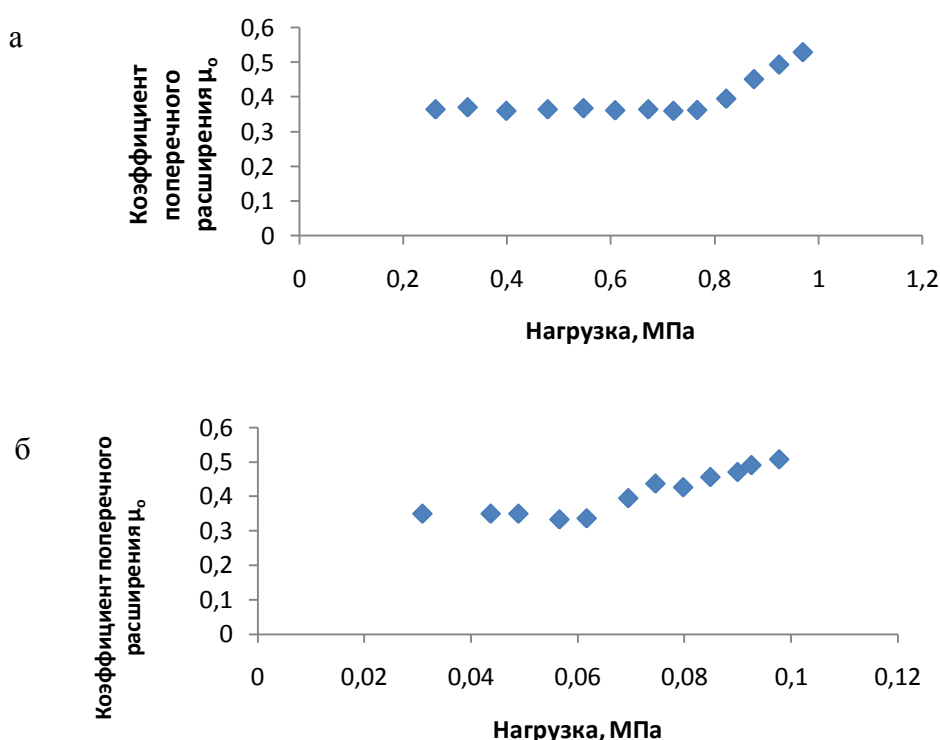 а
Коэффициент
поперечного
расширения μо
0,6
0,5
0,4
0,3
0,2
0,1
0
0 0,2 0,4 0,6 0,8 1 1,2
Нагрузка, МПа
б
Коэффициент поперечного
расширения μо
0,6
0,5
0,4
0,3
0,2
0,1
0
0 0,02 0,04 0,06 0,08 0,1 0,12
Нагрузка, МПа